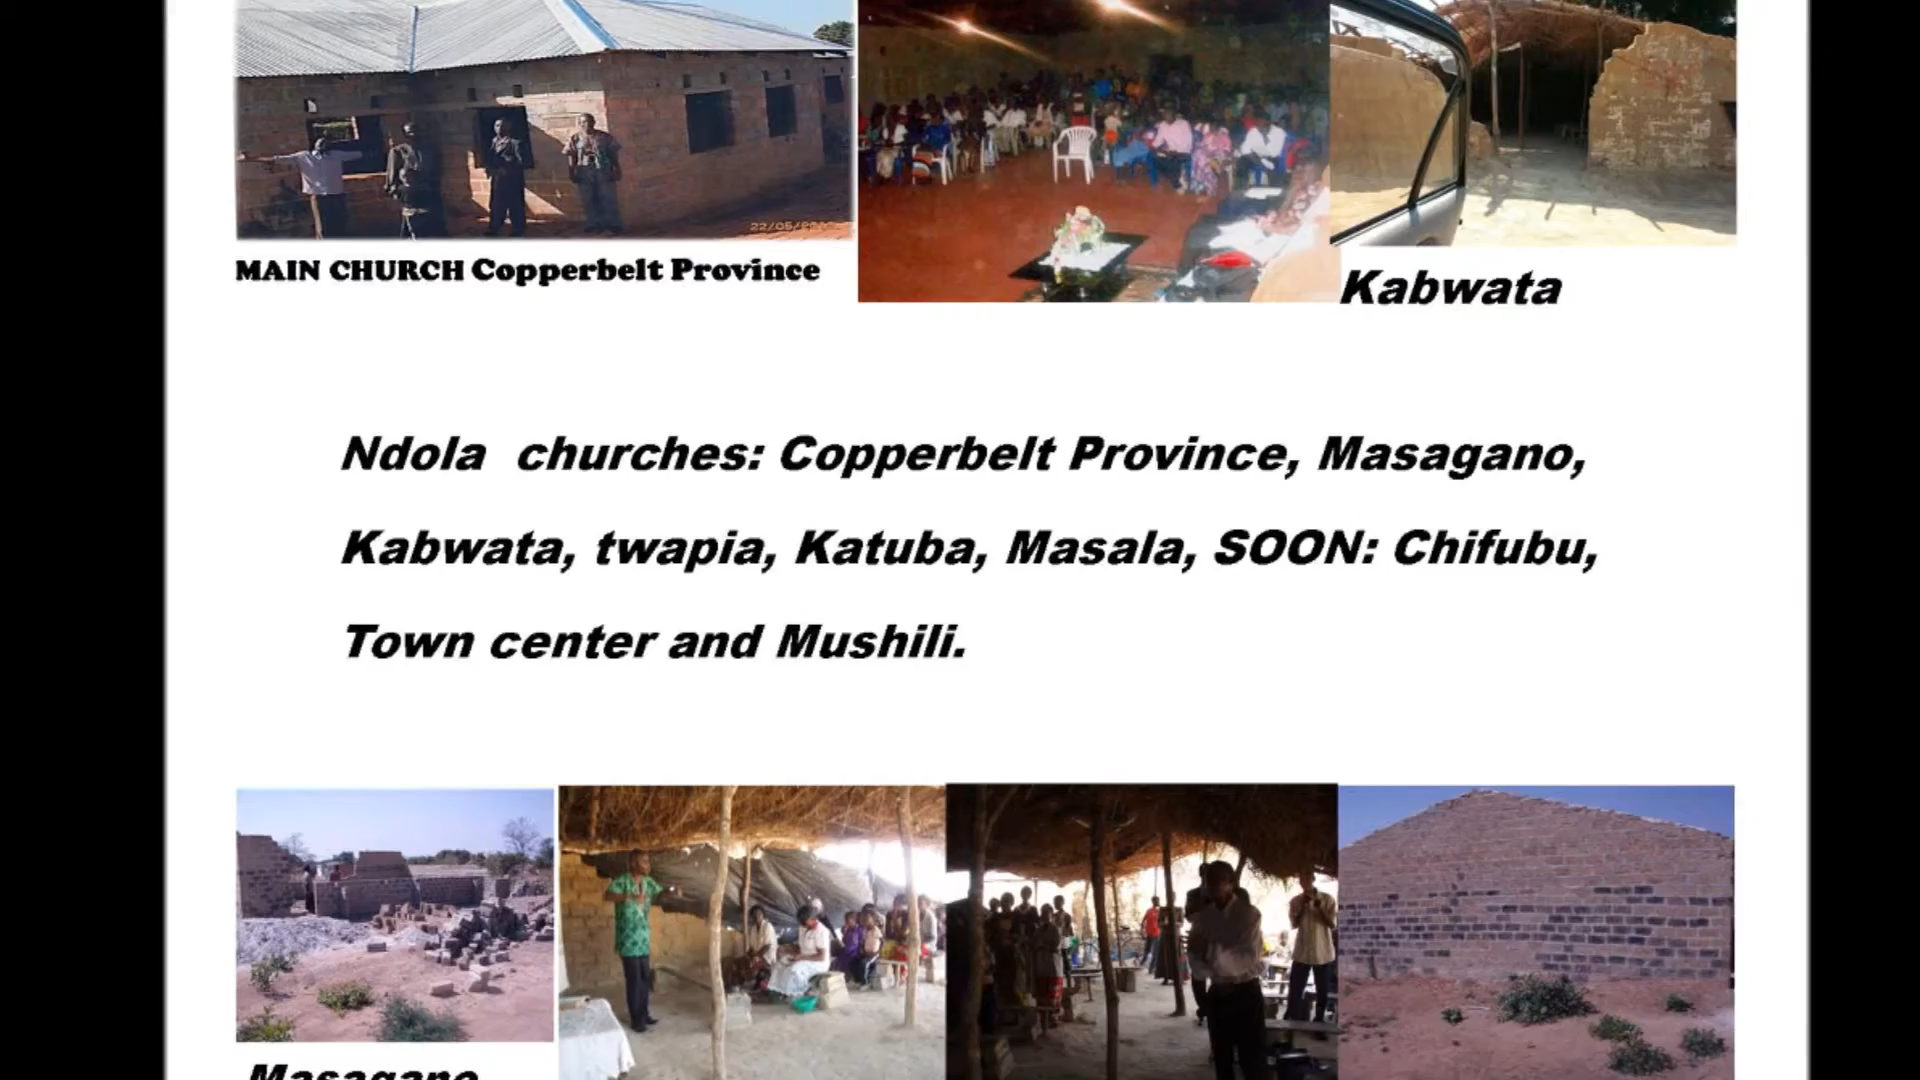 MAIN CHURCH Copperbelt Province
Kabwata
Ndola churches: Copperbelt Province, Masagano,
Kabwata, twapia, Katuba, Masala, SOON: Chifubu,
Town center and Mushili.
Masagano